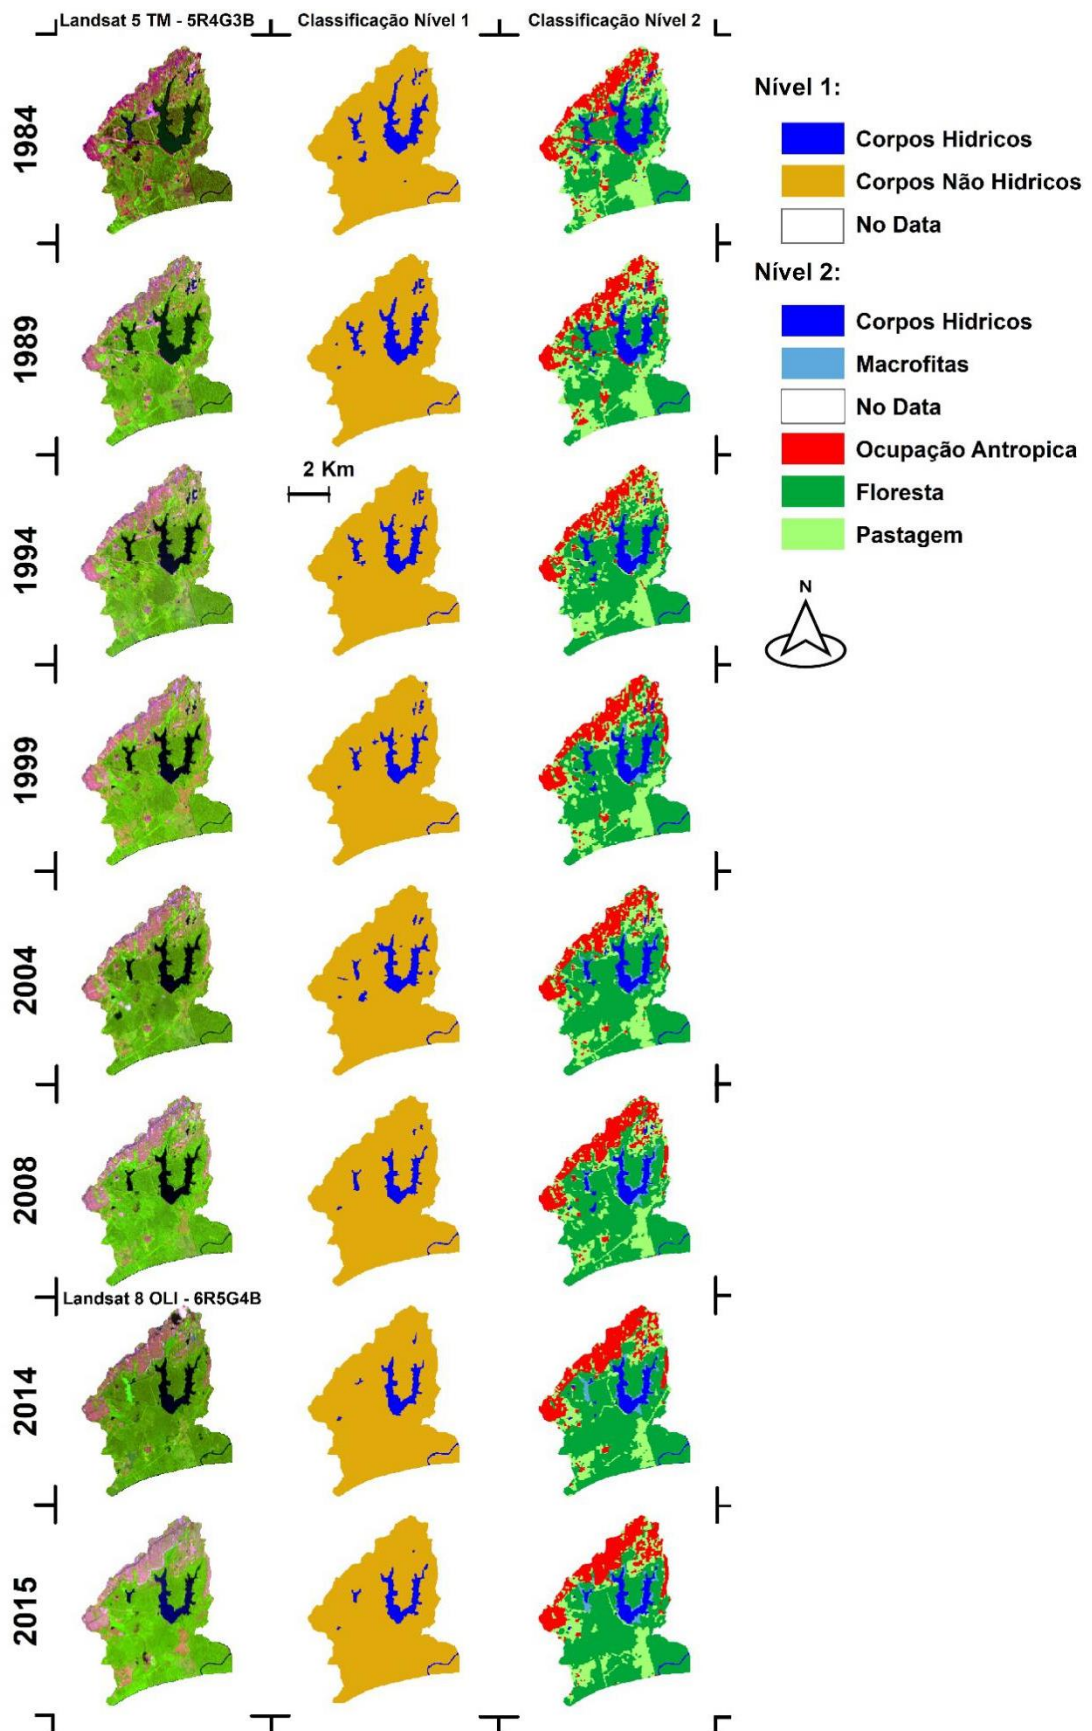 Landsat 5 TM - 5R4G3B
Classificação Nível 1
Classificação Nível 2
1984
1989
1994
2 Km
1999
2004
2008
Landsat 8 OLI - 6R5G4B
2014
2015
Nível 1:
Corpos Hidricos
Corpos Não Hidricos
No Data
Nível 2:
Corpos Hidricos
Macrofitas
No Data
Ocupação Antropica
Floresta
Pastagem
N